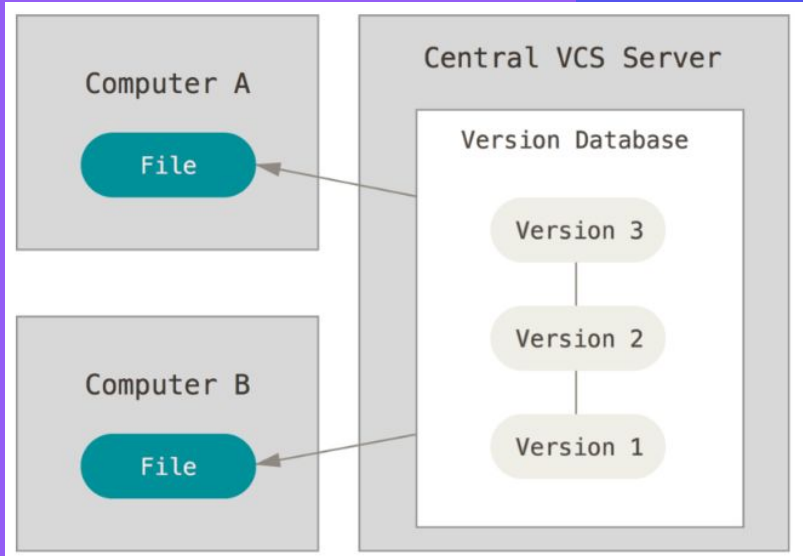 Computer A
File
Computer B
File
Central VCS Server
Version Database
Version 3
Version 2
Version 1